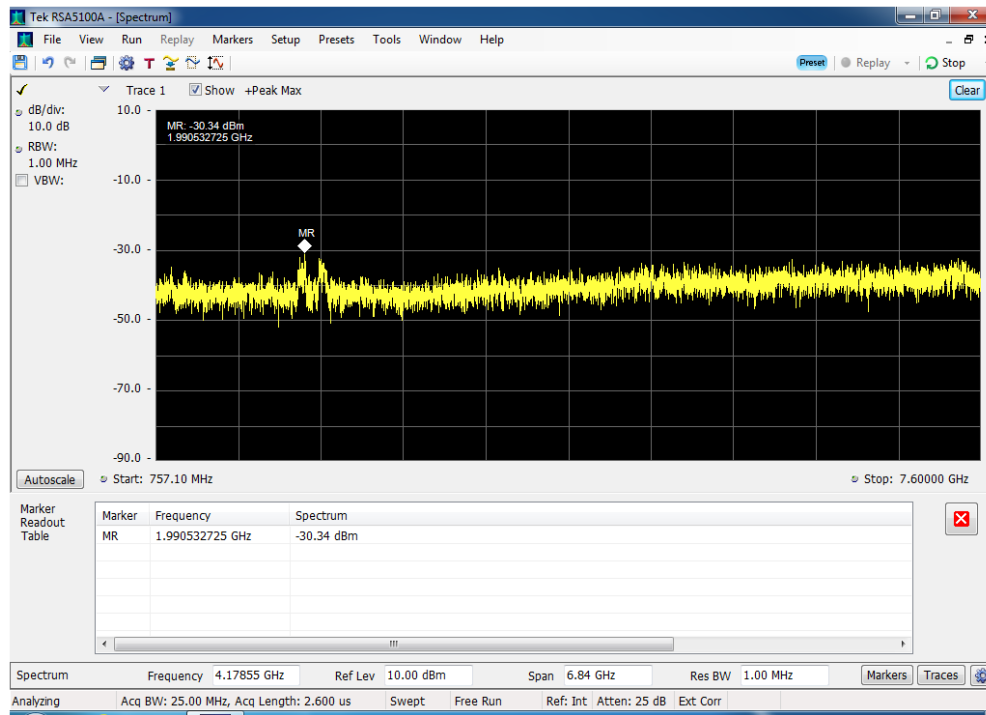 Tek RSA5100A - [Spectrum]
File View Run Replay Markers Setup Presets Tools Window Help
T Preset Replay Stop
Trace 1 Show +Peak Max Clear
dB/div:
10.0 dB
RBW:
1.00 MHz
VBW:
10.0
MR: -30.34 dBm
1.990532725 GHz
-10.0
MR
-30.0
-50.0
-70.0
-90.0
Autoscale Start: 757.10 MHz Stop: 7.60000 GHz
Marker
Readout
Table
Marker Frequency Spectrum
MR 1.990532725 GHz -30.34 dBm
Spectrum Frequency 4.17855 GHz Ref Lev 10.00 dBm Span 6.84 GHz Res BW 1.00 MHz Markers Traces
Analyzing Acq BW: 25.00 MHz, Acq Length: 2.600 us Swept Free Run Ref: Int Atten: 25 dB Ext Corr